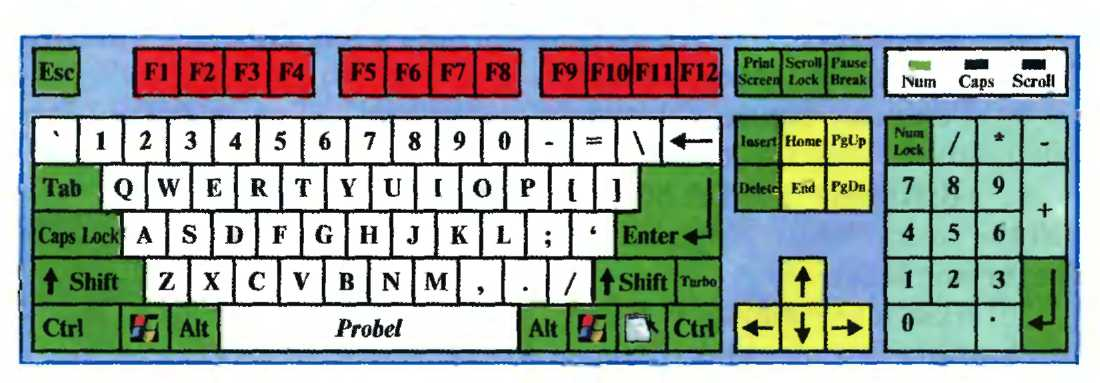 Esc F1 F2 F3 F4 F5 F6 F7 F8 F9 F10 F11 F12 Print Screen Scroll Lock Pause Break Num Caps Scroll
` 1 2 3 4 5 6 7 8 9 0 - = \ ← Insert Home PgUp Num Lock / * -
Tab Q W E R T Y U I O P [ ] Delete End PgDn 7 8 9 +
Caps Lock A S D F G H J K L ; ‘ Enter 4 5 6
↑ Shift Z X C V B N M , . / ↑ Shift Turbo ↑ 1 2 3
Ctrl Alt Probel Alt Ctrl ← ↓ → 0 .